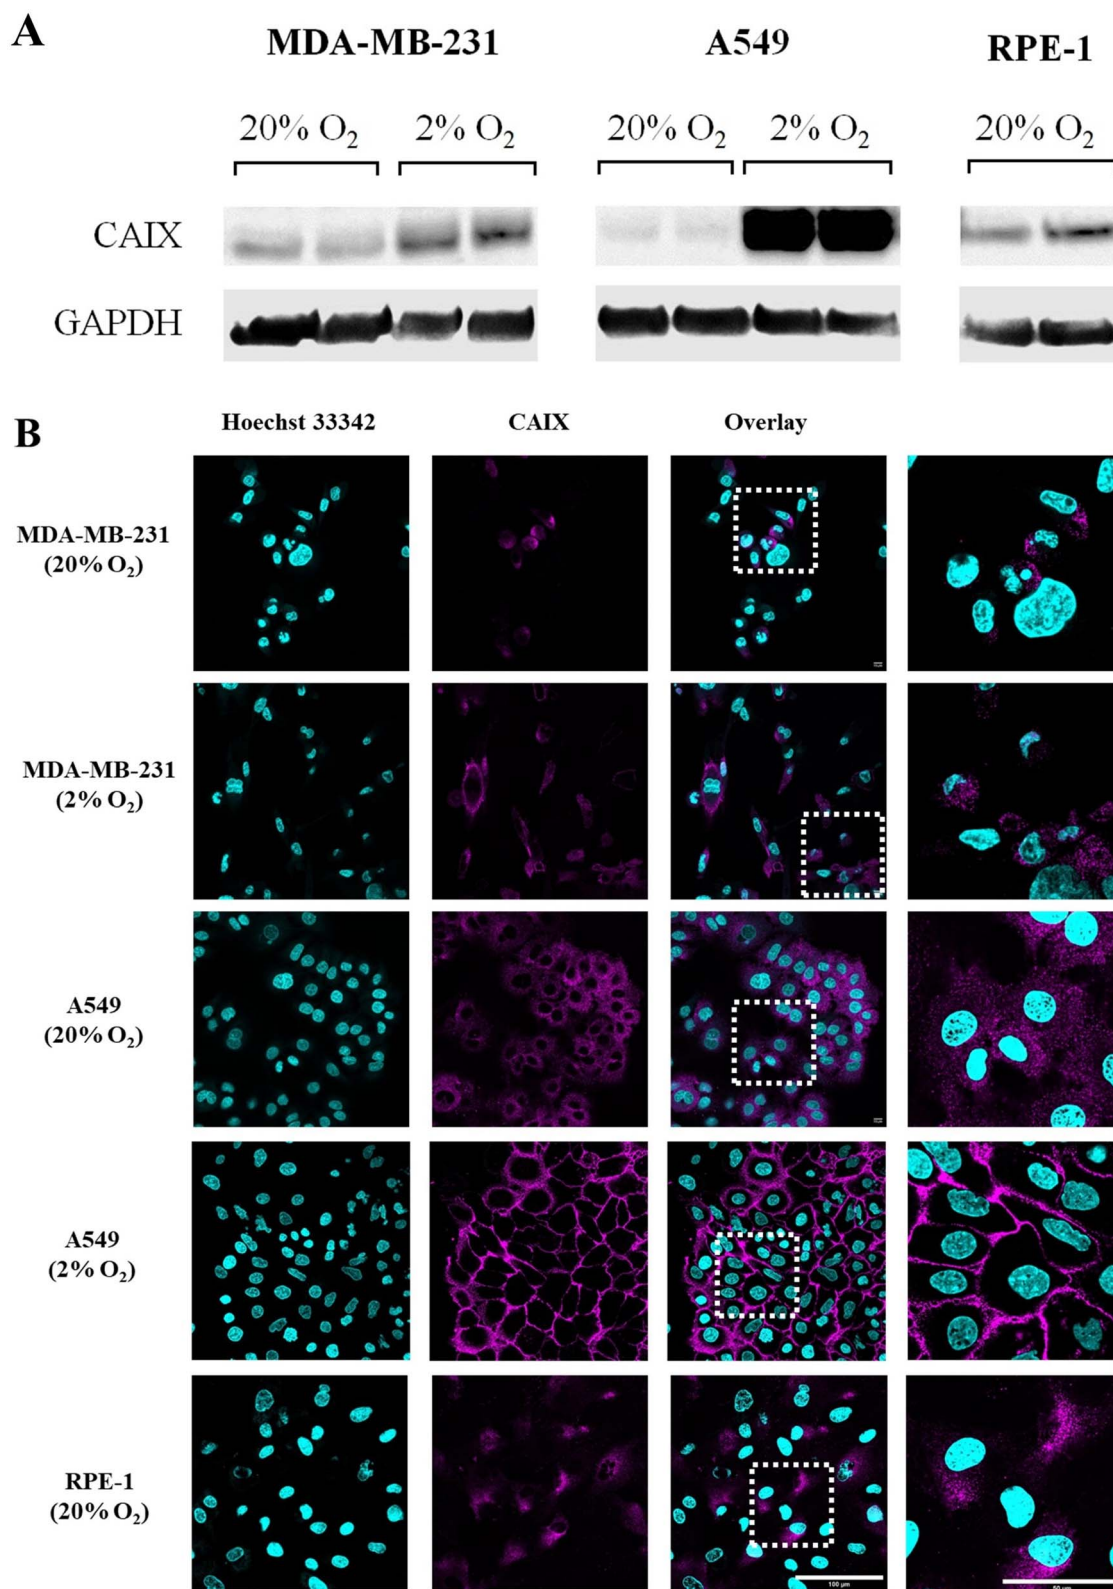 A
MDA-MB-231 A549 RPE-1
20% O₂ 2% O₂ 20% O₂ 2% O₂ 20% O₂
CAIX
GAPDH
B
Hoechst 33342 CAIX Overlay
MDA-MB-231
(20% O₂)
MDA-MB-231
(2% O₂)
A549
(20% O₂)
A549
(2% O₂)
RPE-1
(20% O₂)
100 µm 50 µm